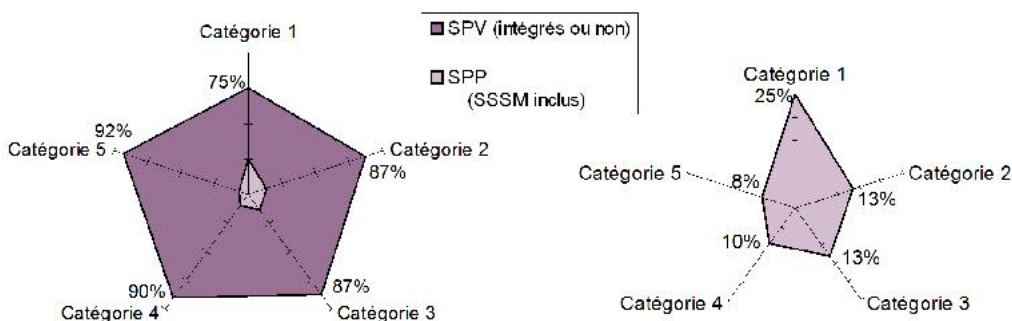 Catégorie 1
75%
92%
Catégorie 5
Catégorie 2
87%
90%
Catégorie 4
87%
Catégorie 3
SPV (intégrés ou non)
SPP
(SSSM inclus)
Catégorie 1
25%
Catégorie 5
8%
Catégorie 2
13%
10%
13%
Catégorie 4
Catégorie 3